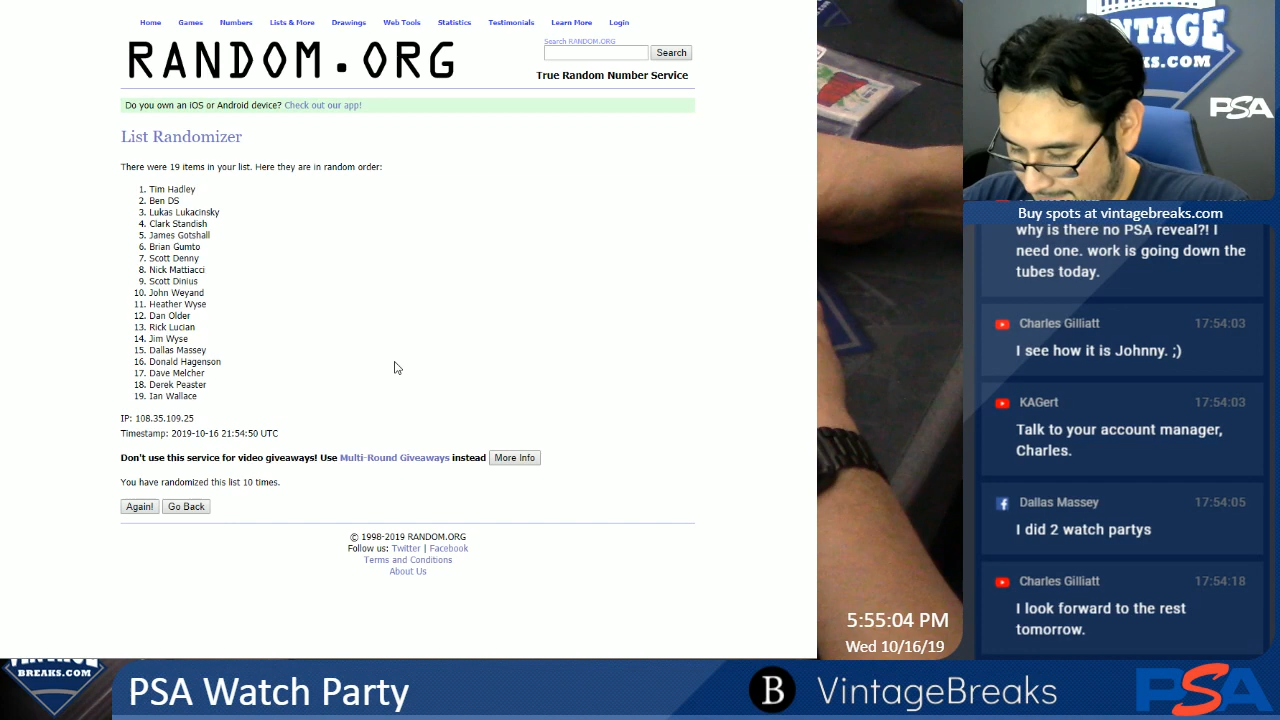 Home Games Numbers Lists & More Drawings Web Tools Statistics Testimonials Learn More Login
RANDOM.ORG
Search RANDOM.ORG
Search
True Random Number Service
Do you own an iOS or Android device? Check out our app!
List Randomizer
There were 19 items in your list. Here they are in random order:
1. Tim Hadley
2. Ben DS
3. Lukas Lukacinsky
4. Clark Standish
5. James Gotshall
6. Brian Gumto
7. Scott Denny
8. Nick Mattiacci
9. Scott Dinius
10. John Weyand
11. Heather Wyse
12. Dan Older
13. Rick Lucian
14. Jim Wyse
15. Dallas Massey
16. Donald Hagenson
17. Dave Melcher
18. Derek Peaster
19. Ian Wallace
IP: 108.35.109.25
Timestamp: 2019-10-16 21:54:50 UTC
Don't use this service for video giveaways! Use Multi-Round Giveaways instead More Info
You have randomized this list 10 times.
Again! Go Back
© 1998-2019 RANDOM.ORG
Follow us: Twitter | Facebook
Terms and Conditions
About Us
VINTAGE
KS.COM
PSA
Buy spots at vintagebreaks.com
why is there no PSA reveal?! I
need one. work is going down the
tubes today.
Charles Gilliatt 17:54:03
I see how it is Johnny. ;)
KAGert 17:54:03
Talk to your account manager,
Charles.
Dallas Massey 17:54:05
I did 2 watch partys
Charles Gilliatt 17:54:18
I look forward to the rest
tomorrow.
5:55:04 PM
Wed 10/16/19
VINTAGE
BREAKS.COM
PSA Watch Party
B VintageBreaks
PSA